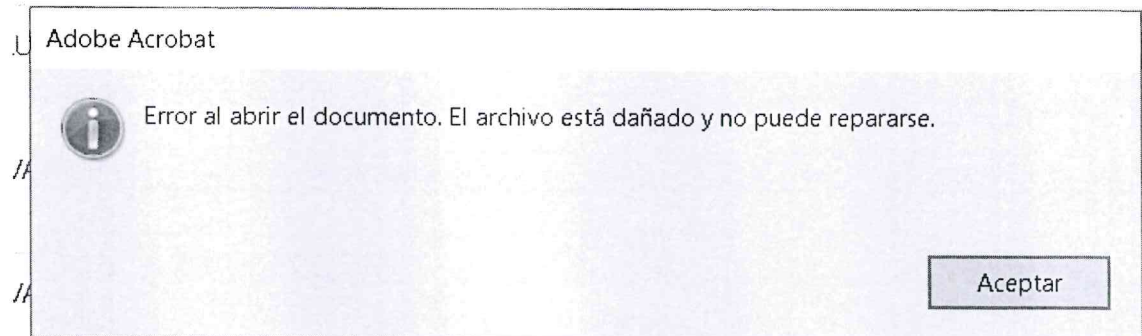 Adobe Acrobat
Error al abrir el documento. El archivo está dañado y no puede repararse.
Aceptar